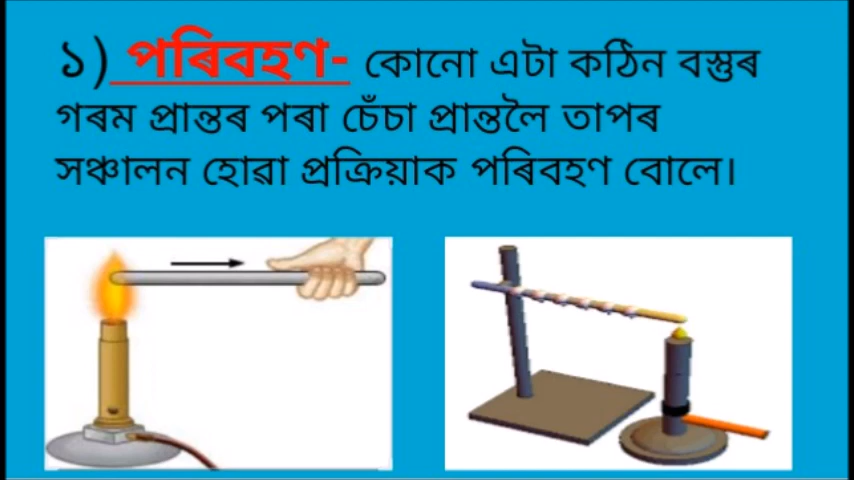 ১) পৰিবহণ- কোনো এটা কঠিন বস্তুৰ
গৰম প্ৰান্তৰ পৰা চেঁচা প্ৰান্তলৈ তাপৰ
সঞ্চালন হোৱা প্ৰক্ৰিয়াক পৰিবহণ বোলে।